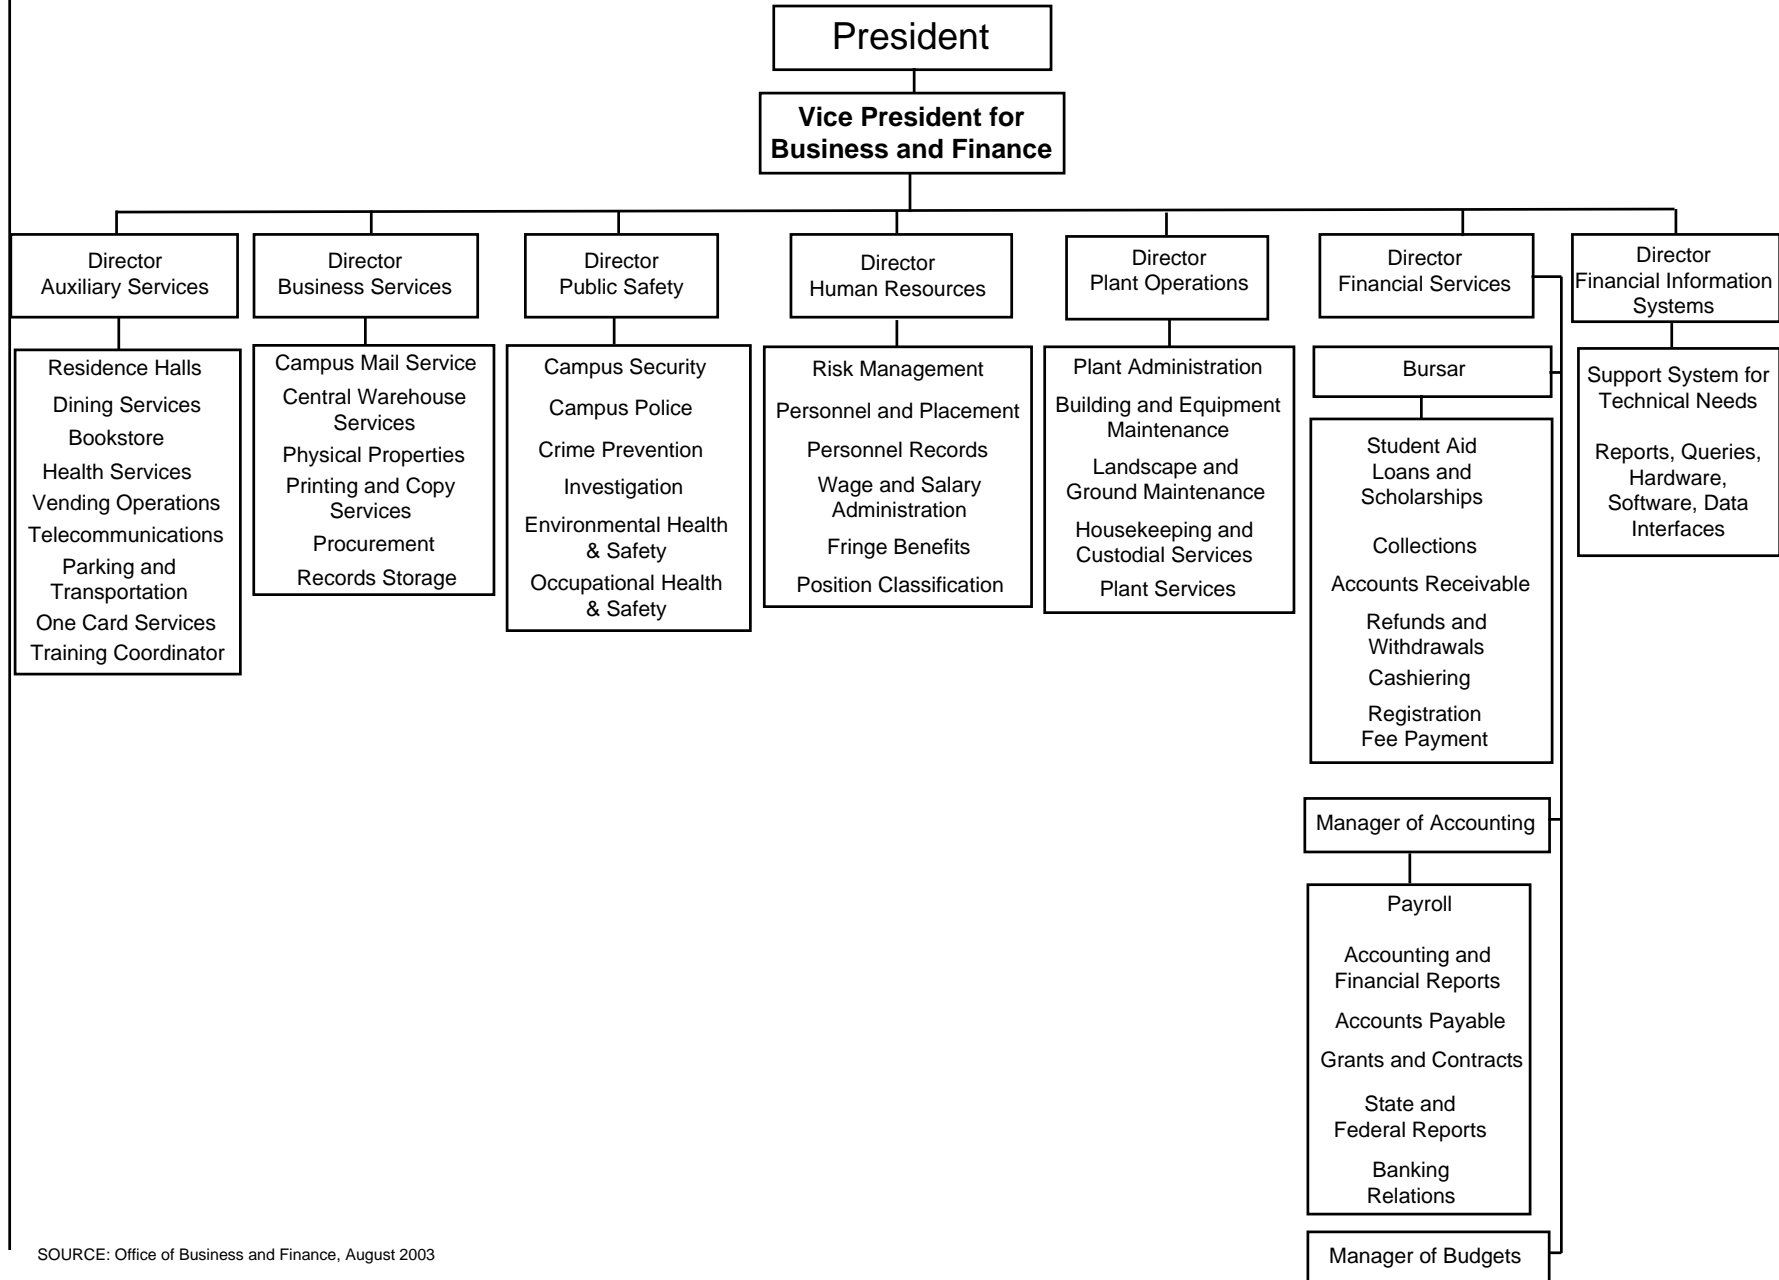 President
Vice President for
Business and Finance
Director
Auxiliary Services
Residence Halls
Dining Services
Bookstore
Health Services
Vending Operations
Telecommunications
Parking and
Transportation
One Card Services
Training Coordinator
Director
Business Services
Campus Mail Service
Central Warehouse
Services
Physical Properties
Printing and Copy
Services
Procurement
Records Storage
Director
Public Safety
Campus Security
Campus Police
Crime Prevention
Investigation
Environmental Health
& Safety
Occupational Health
& Safety
Director
Human Resources
Risk Management
Personnel and Placement
Personnel Records
Wage and Salary
Administration
Fringe Benefits
Position Classification
Director
Plant Operations
Plant Administration
Building and Equipment
Maintenance
Landscape and
Ground Maintenance
Housekeeping and
Custodial Services
Plant Services
Director
Financial Services
Bursar
Student Aid
Loans and
Scholarships
Collections
Accounts Receivable
Refunds and
Withdrawals
Cashiering
Registration
Fee Payment
Manager of Accounting
Payroll
Accounting and
Financial Reports
Accounts Payable
Grants and Contracts
State and
Federal Reports
Banking
Relations
Manager of Budgets
Director
Financial Information
Systems
Support System for
Technical Needs
Reports, Queries,
Hardware,
Software, Data
Interfaces
SOURCE: Office of Business and Finance, August 2003